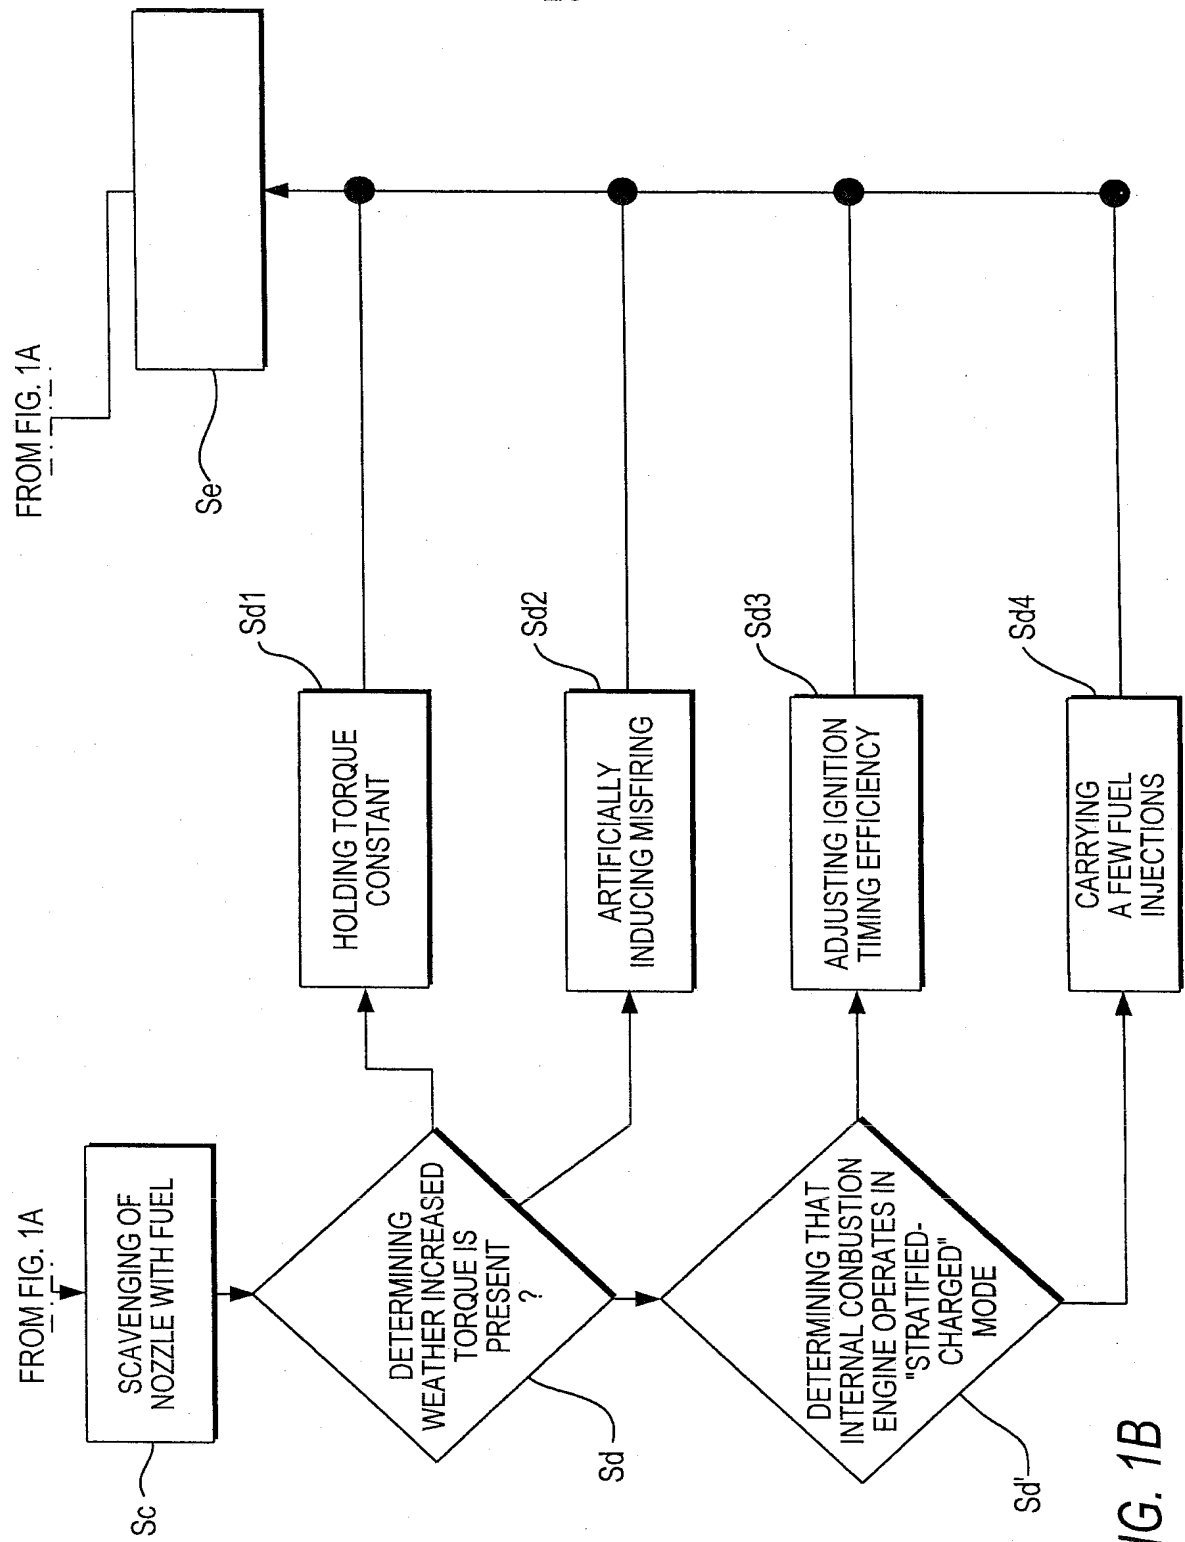 FROM FIG. 1A
SCAVENGING OF
NOZZLE WITH FUEL
Sc
DETERMINING
WEATHER INCREASED
TORQUE IS
PRESENT
?
Sd
DETERMINING THAT
INTERNAL CONBUSTION
ENGINE OPERATES IN
"STRATIFIED-
CHARGED"
MODE
Sd'
HOLDING TORQUE
CONSTANT
Sd1
ARTIFICIALLY
INDUCING MISFIRING
Sd2
ADJUSTING IGNITION
TIMING EFFICIENCY
Sd3
CARRYING
A FEW FUEL
INJECTIONS
Sd4
FROM FIG. 1A
Se
IG. 1B